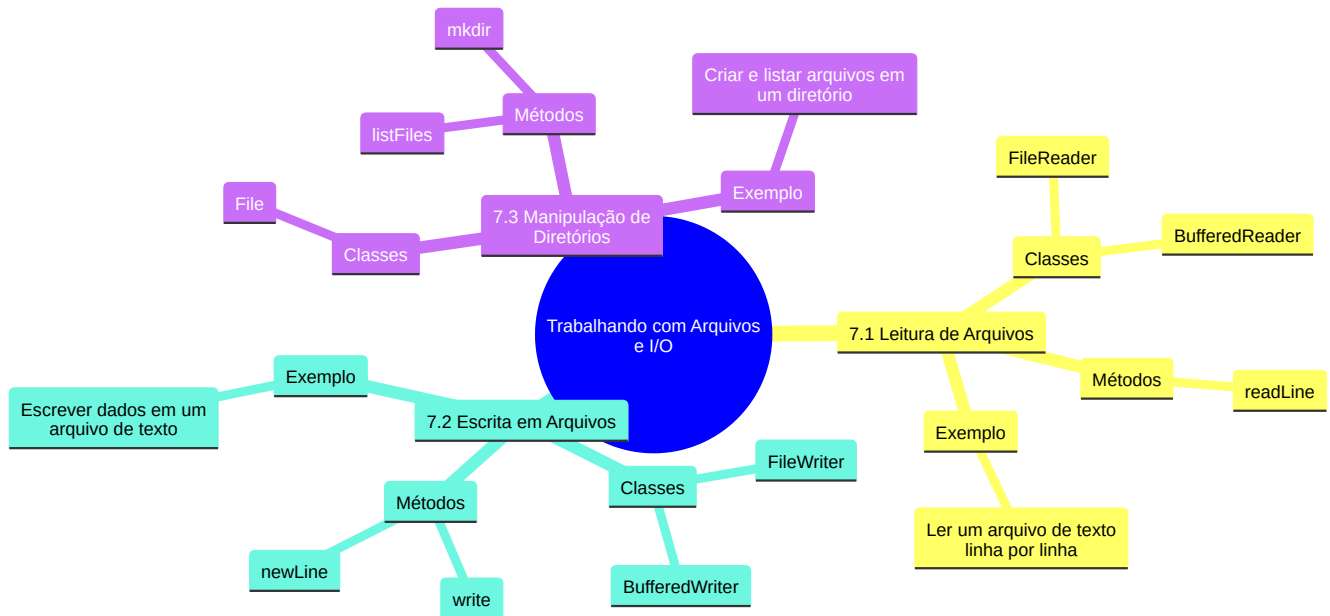 Trabalhando com Arquivos
e I/O
7.1 Leitura de Arquivos
Classes
FileReader
BufferedReader
Métodos
readLine
Exemplo
Ler um arquivo de texto
linha por linha
7.2 Escrita em Arquivos
Classes
FileWriter
BufferedWriter
Métodos
write
newLine
Exemplo
Escrever dados em um
arquivo de texto
7.3 Manipulação de
Diretórios
Classes
File
Métodos
listFiles
mkdir
Exemplo
Criar e listar arquivos em
um diretório